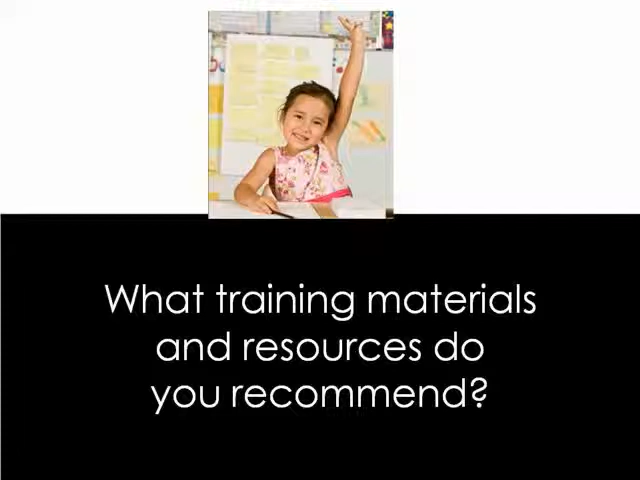 What training materials
and resources do
you recommend?